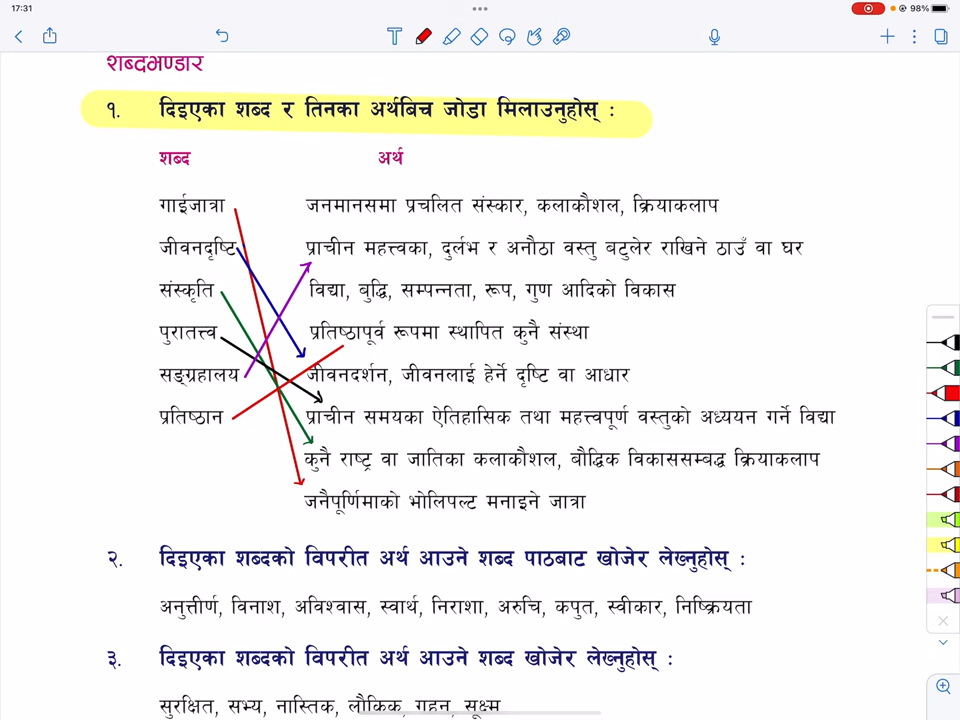 17:31
98%
शब्दभण्डार
१. दिइएका शब्द र तिनका अर्थबिच जोडा मिलाउनुहोस् :
शब्द अर्थ
गाईजात्रा जनमानसमा प्रचलित संस्कार, कलाकौशल, क्रियाकलाप
जीवनदृष्टि प्राचीन महत्त्वका, दुर्लभ र अनौठा वस्तु बटुलेर राखिने ठाउँ वा घर
संस्कृति विद्या, बुद्धि, सम्पन्नता, रूप, गुण आदिको विकास
पुरातत्त्व प्रतिष्ठापूर्व रूपमा स्थापित कुनै संस्था
सङ्ग्रहालय जीवनदर्शन, जीवनलाई हेर्ने दृष्टि वा आधार
प्रतिष्ठान प्राचीन समयका ऐतिहासिक तथा महत्त्वपूर्ण वस्तुको अध्ययन गर्ने विद्या
कुनै राष्ट्र वा जातिका कलाकौशल, बौद्धिक विकाससम्बद्ध क्रियाकलाप
जनैपूर्णिमाको भोलिपल्ट मनाइने जात्रा
२. दिइएका शब्दको विपरीत अर्थ आउने शब्द पाठबाट खोजेर लेख्नुहोस् :
अनुत्तीर्ण, विनाश, अविश्वास, स्वार्थ, निराशा, अरुचि, कपुत, स्वीकार, निष्क्रियता
३. दिइएका शब्दको विपरीत अर्थ आउने शब्द खोजेर लेख्नुहोस् :
सुरक्षित, सभ्य, नास्तिक, लौकिक, गहन, सूक्ष्म